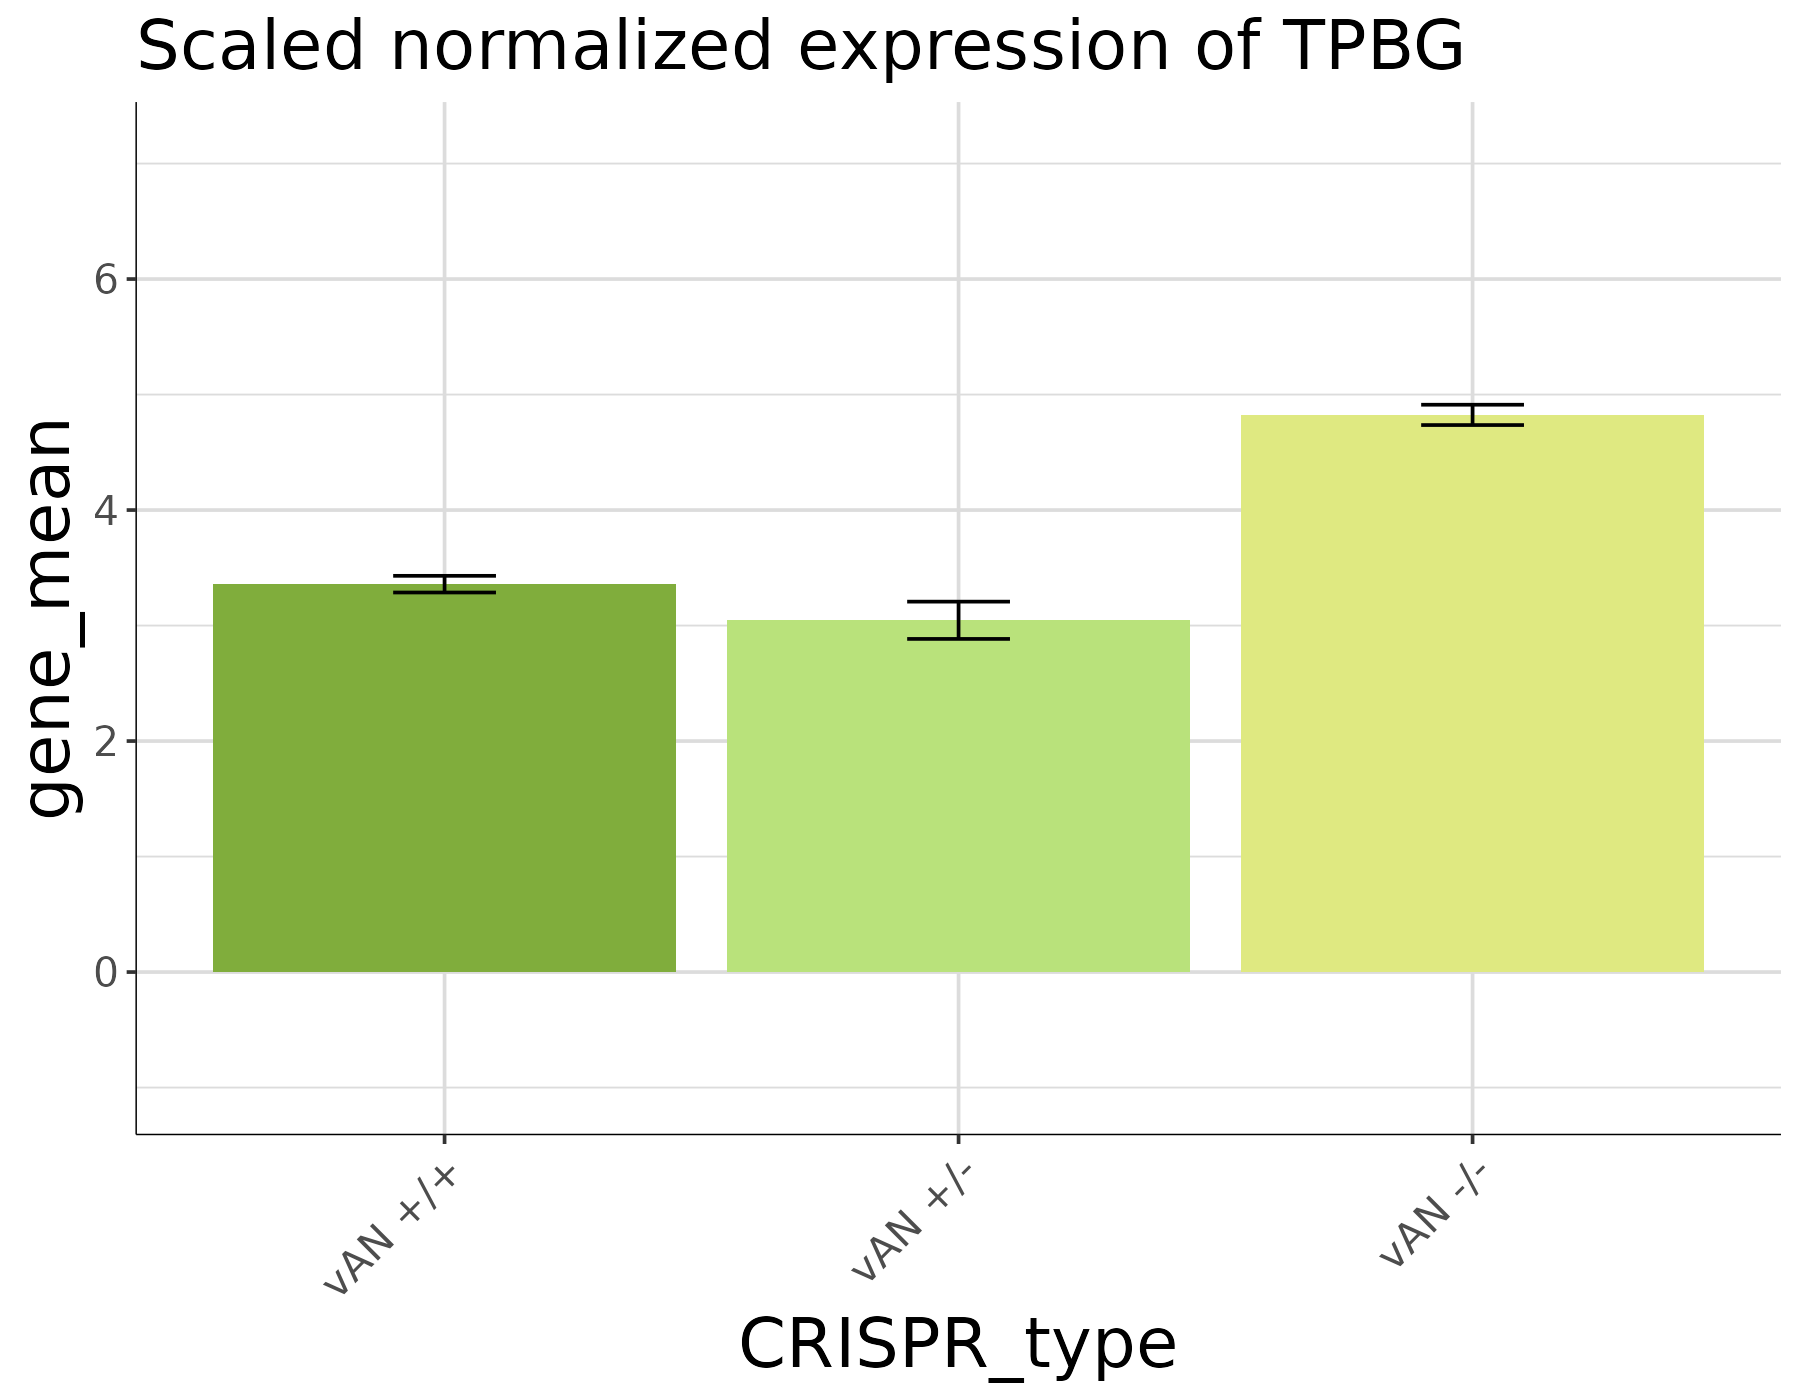 Scaled normalized expression of TPBG
gene_mean
6
4
2
0
vAN +/+
vAN +/-
vAN -/-
CRISPR_type